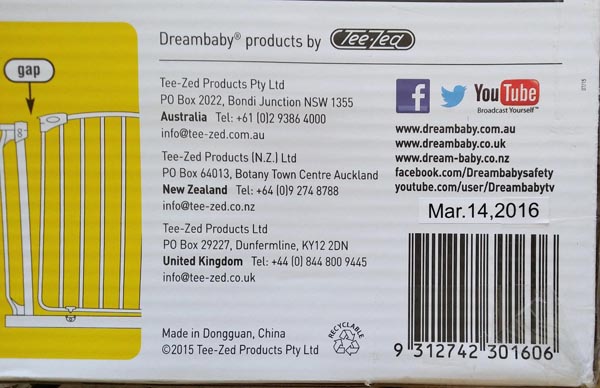 Dreambaby® products by Tee-Zed
gap
8
Tee-Zed Products Pty Ltd
PO Box 2022, Bondi Junction NSW 1355
Australia Tel: +61 (0)2 9386 4000
info@tee-zed.com.au
Tee-Zed Products (N.Z.) Ltd
PO Box 64013, Botany Town Centre Auckland
New Zealand Tel: +64 (0)9 274 8788
info@tee-zed.co.nz
Tee-Zed Products Ltd
PO Box 29227, Dunfermline, KY12 2DN
United Kingdom Tel: +44 (0) 844 800 9445
info@tee-zed.co.uk
Made in Dongguan, China
©2015 Tee-Zed Products Pty Ltd
RECYCLABLE
f
YouTube
Broadcast Yourself™
www.dreambaby.com.au
www.dreambaby.co.uk
www.dream-baby.co.nz
facebook.com/Dreambabysafety
youtube.com/user/Dreambabytv
Mar.14,2016
9 312742 301606